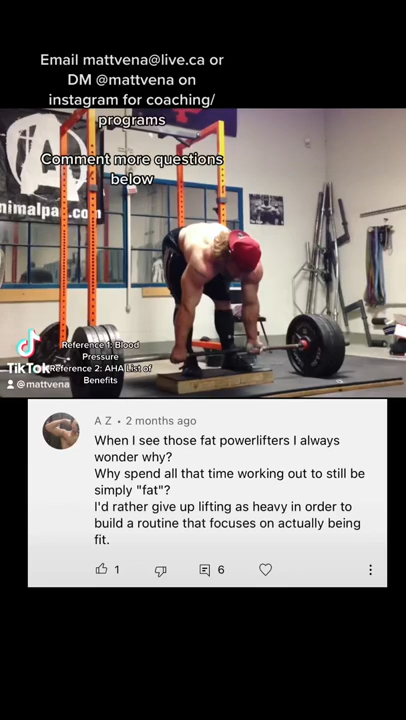 Email mattvena@live.ca or
DM @mattvena on
instagram for coaching/
programs
Comment more questions
below
nimalpak.com
Reference 1: Blood
Pressure
Reference 2: AHA List of
Benefits
TikTok
@mattvena
A Z • 2 months ago
When I see those fat powerlifters I always
wonder why?
Why spend all that time working out to still be
simply "fat"?
I'd rather give up lifting as heavy in order to
build a routine that focuses on actually being
fit.
1
6